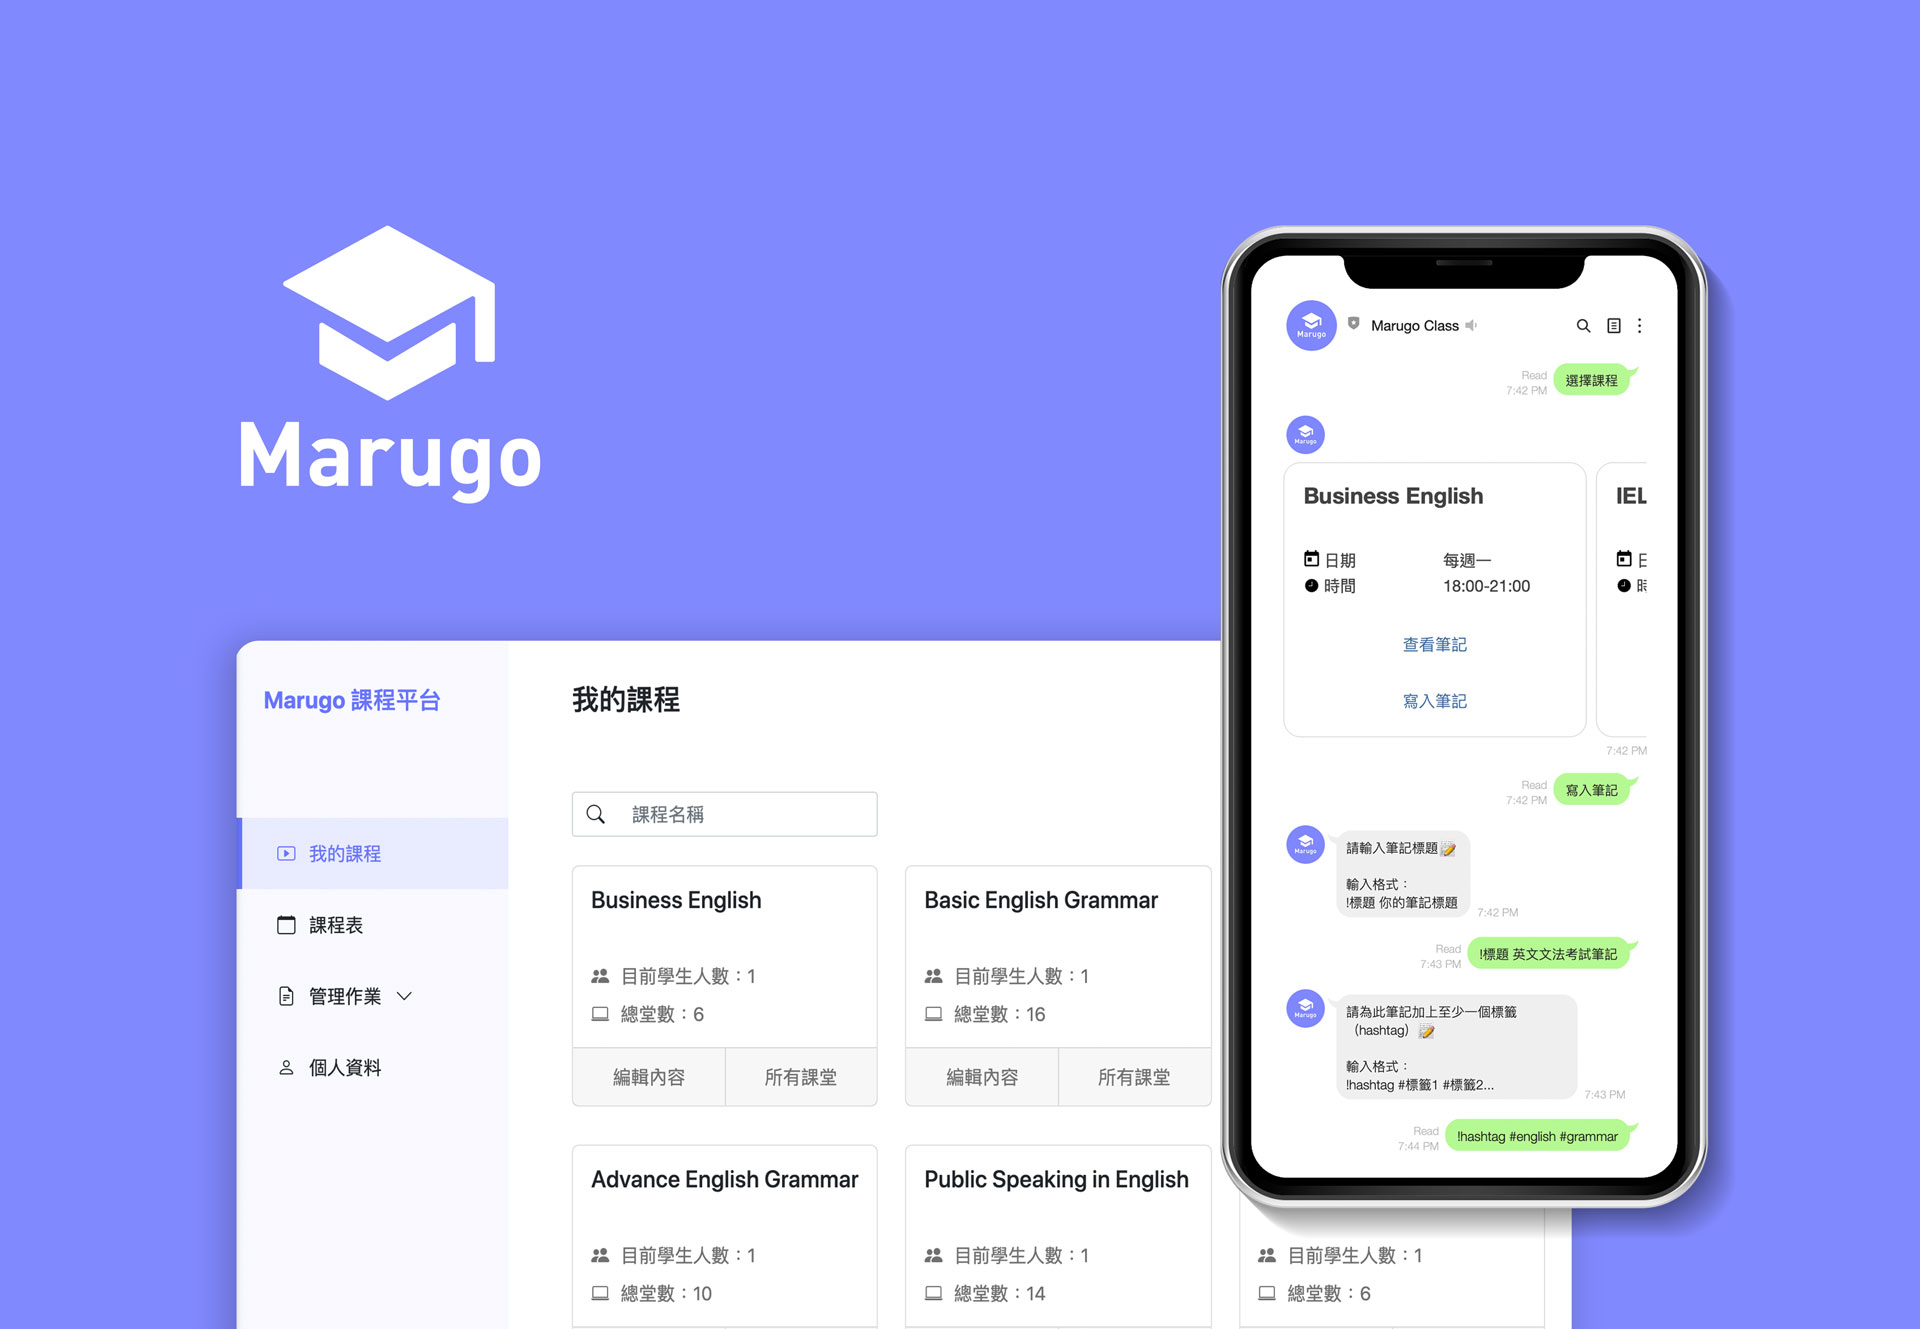 Marugo
Marugo 課程平台
我的課程
課程表
管理作業
個人資料
我的課程
課程名稱
Business English
目前學生人數：1
總堂數：6
編輯內容
所有課堂
Basic English Grammar
目前學生人數：1
總堂數：16
編輯內容
所有課堂
Advance English Grammar
目前學生人數：1
總堂數：10
Public Speaking in English
目前學生人數：1
總堂數：14
目前學生人數：1
總堂數：6
Marugo
Marugo Class
Read
7:42 PM
選擇課程
Marugo
Business English
日期 每週一
時間 18:00-21:00
查看筆記
寫入筆記
IEL
日
時
7:42 PM
Read
7:42 PM
寫入筆記
Marugo
請輸入筆記標題
輸入格式：
!標題 你的筆記標題
7:42 PM
Read
7:43 PM
!標題 英文文法考試筆記
Marugo
請為此筆記加上至少一個標籤
（hashtag）
輸入格式：
!hashtag #標籤1 #標籤2...
7:43 PM
Read
7:44 PM
!hashtag #english #grammar